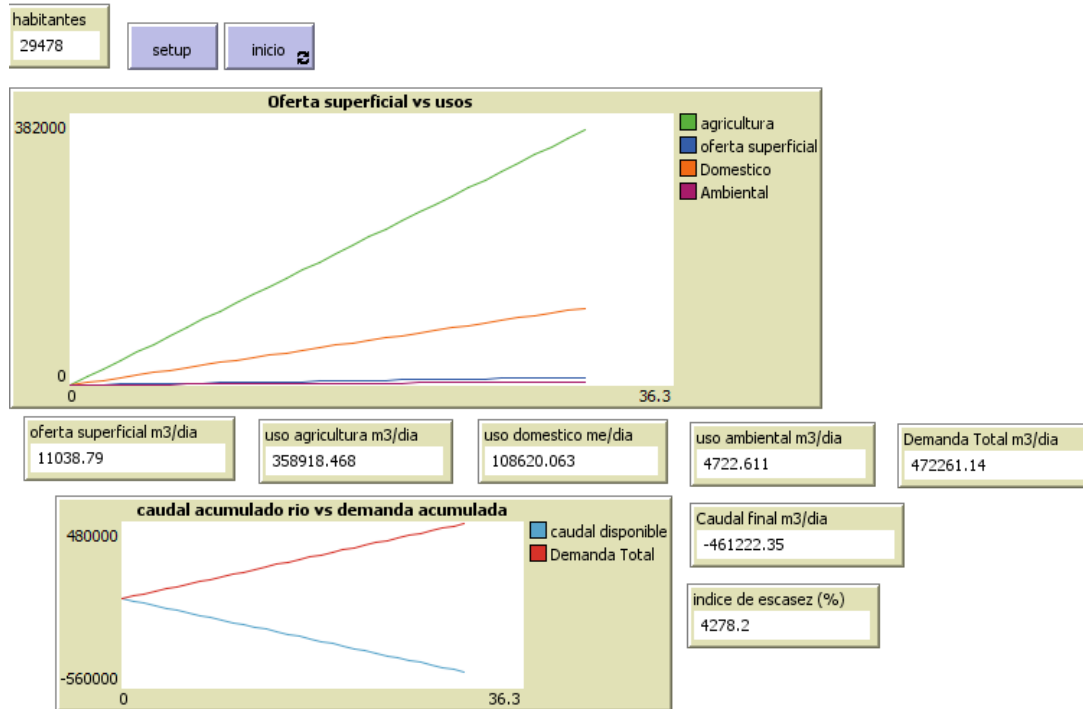 habitantes
29478
setup
inicio
Oferta superficial vs usos
382000
0
0
36.3
agricultura
oferta superficial
Domestico
Ambiental
oferta superficial m3/dia
11038.79
uso agricultura m3/dia
358918.468
uso domestico me/dia
108620.063
uso ambiental m3/dia
4722.611
Demanda Total m3/dia
472261.14
caudal acumulado rio vs demanda acumulada
480000
-560000
0
36.3
caudal disponible
Demanda Total
Caudal final m3/dia
-461222.35
indice de escasez (%)
4278.2